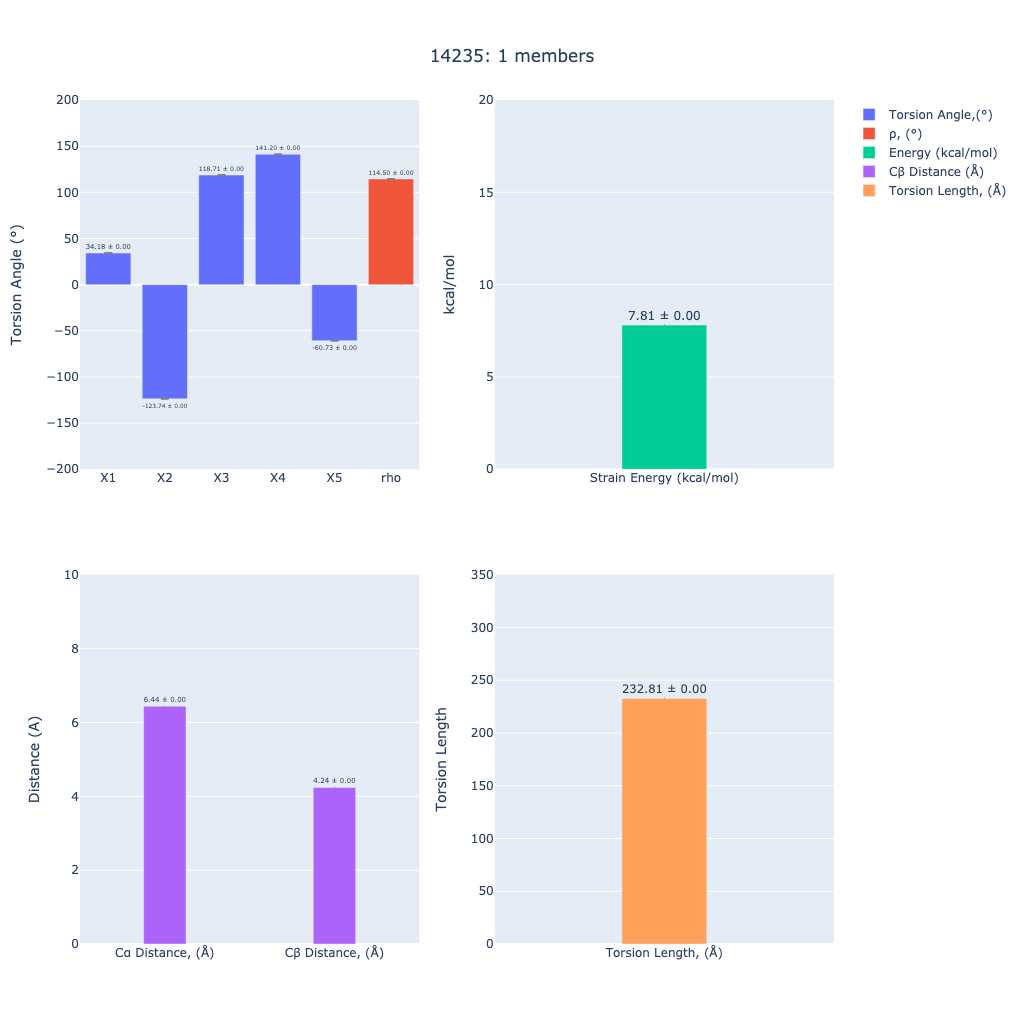 14235: 1 members
Torsion Angle (°)
200
150
100
50
0
−50
−100
−150
−200
34.18 ± 0.00
-123.74 ± 0.00
118.71 ± 0.00
141.20 ± 0.00
-60.73 ± 0.00
114.50 ± 0.00
X1 X2 X3 X4 X5 rho
kcal/mol
20
15
10
5
0
7.81 ± 0.00
Strain Energy (kcal/mol)
Torsion Angle,(°)
ρ, (°)
Energy (kcal/mol)
Cβ Distance (Å)
Torsion Length, (Å)
Distance (A)
10
8
6
4
2
0
6.44 ± 0.00
4.24 ± 0.00
Cα Distance, (Å) Cβ Distance, (Å)
Torsion Length
350
300
250
200
150
100
50
0
232.81 ± 0.00
Torsion Length, (Å)